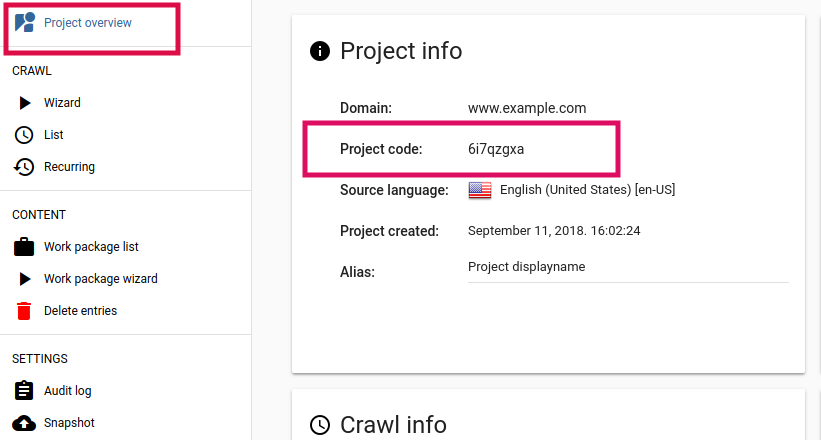 Project overview
CRAWL
Wizard
List
Recurring
CONTENT
Work package list
Work package wizard
Delete entries
SETTINGS
Audit log
Snapshot
Project info
Domain: www.example.com
Project code: 6i7qzgxa
Source language: English (United States) [en-US]
Project created: September 11, 2018. 16:02:24
Alias: Project displayname
Crawl info